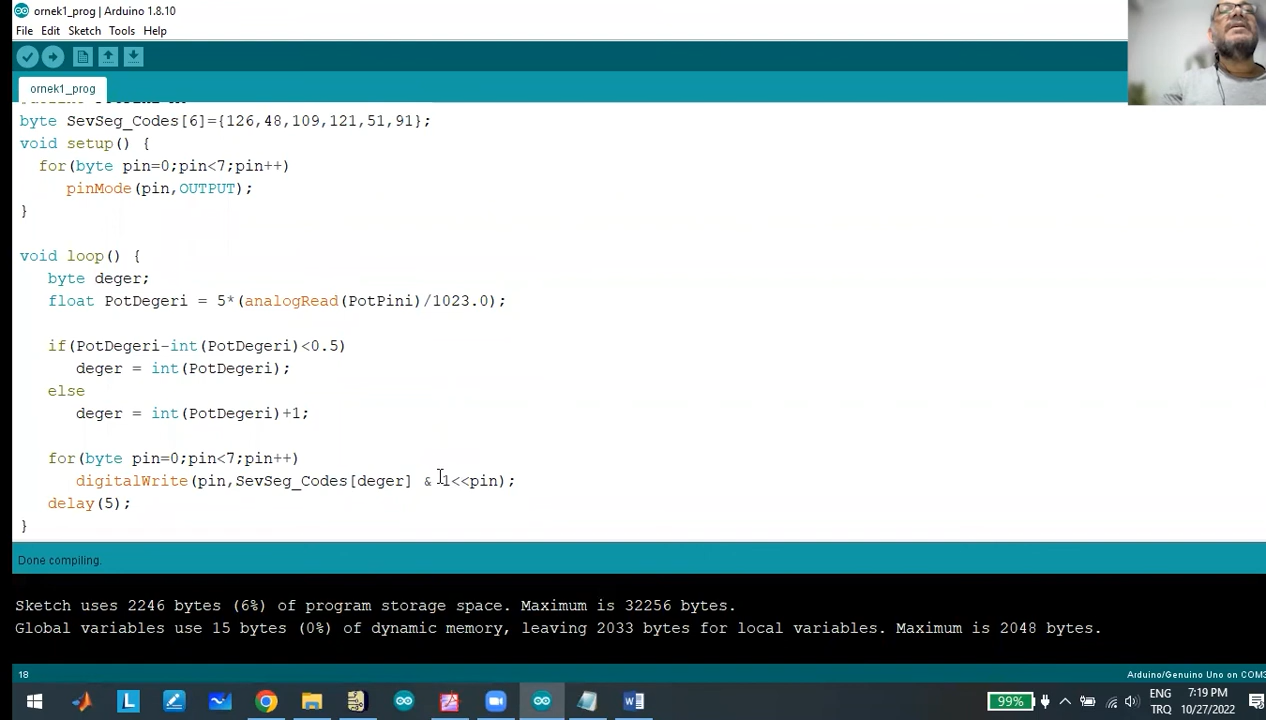 ornek1_prog | Arduino 1.8.10
File Edit Sketch Tools Help
ornek1_prog
byte SevSeg_Codes[6]={126,48,109,121,51,91};
void setup() {
for(byte pin=0;pin<7;pin++)
pinMode(pin,OUTPUT);
}
void loop() {
byte deger;
float PotDegeri = 5*(analogRead(PotPini)/1023.0);
if(PotDegeri-int(PotDegeri)<0.5)
deger = int(PotDegeri);
else
deger = int(PotDegeri)+1;
for(byte pin=0;pin<7;pin++)
digitalWrite(pin,SevSeg_Codes[deger] & 1<<pin);
delay(5);
}
Done compiling.
Sketch uses 2246 bytes (6%) of program storage space. Maximum is 32256 bytes.
Global variables use 15 bytes (0%) of dynamic memory, leaving 2033 bytes for local variables. Maximum is 2048 bytes.
18
Arduino/Genuino Uno on COM3
99%
ENG
TRQ
7:19 PM
10/27/2022